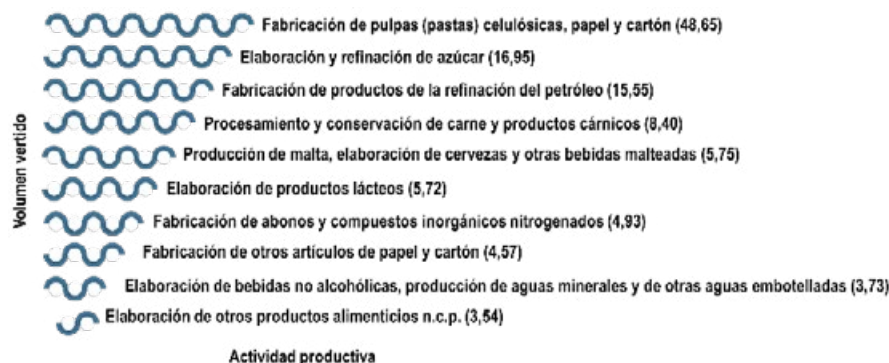 Fabricación de pulpas (pastas) celulósicas, papel y cartón (48,65)
Elaboración y refinación de azúcar (16,95)
Fabricación de productos de la refinación del petróleo (15,55)
Procesamiento y conservación de carne y productos cárnicos (8,40)
Producción de malta, elaboración de cervezas y otras bebidas malteadas (5,75)
Elaboración de productos lácteos (5,72)
Fabricación de abonos y compuestos inorgánicos nitrogenados (4,93)
Fabricación de otros artículos de papel y cartón (4,57)
Elaboración de bebidas no alcohólicas, producción de aguas minerales y de otras aguas embotelladas (3,73)
Elaboración de otros productos alimenticios n.c.p. (3,54)
Volumen vertido
Actividad productiva